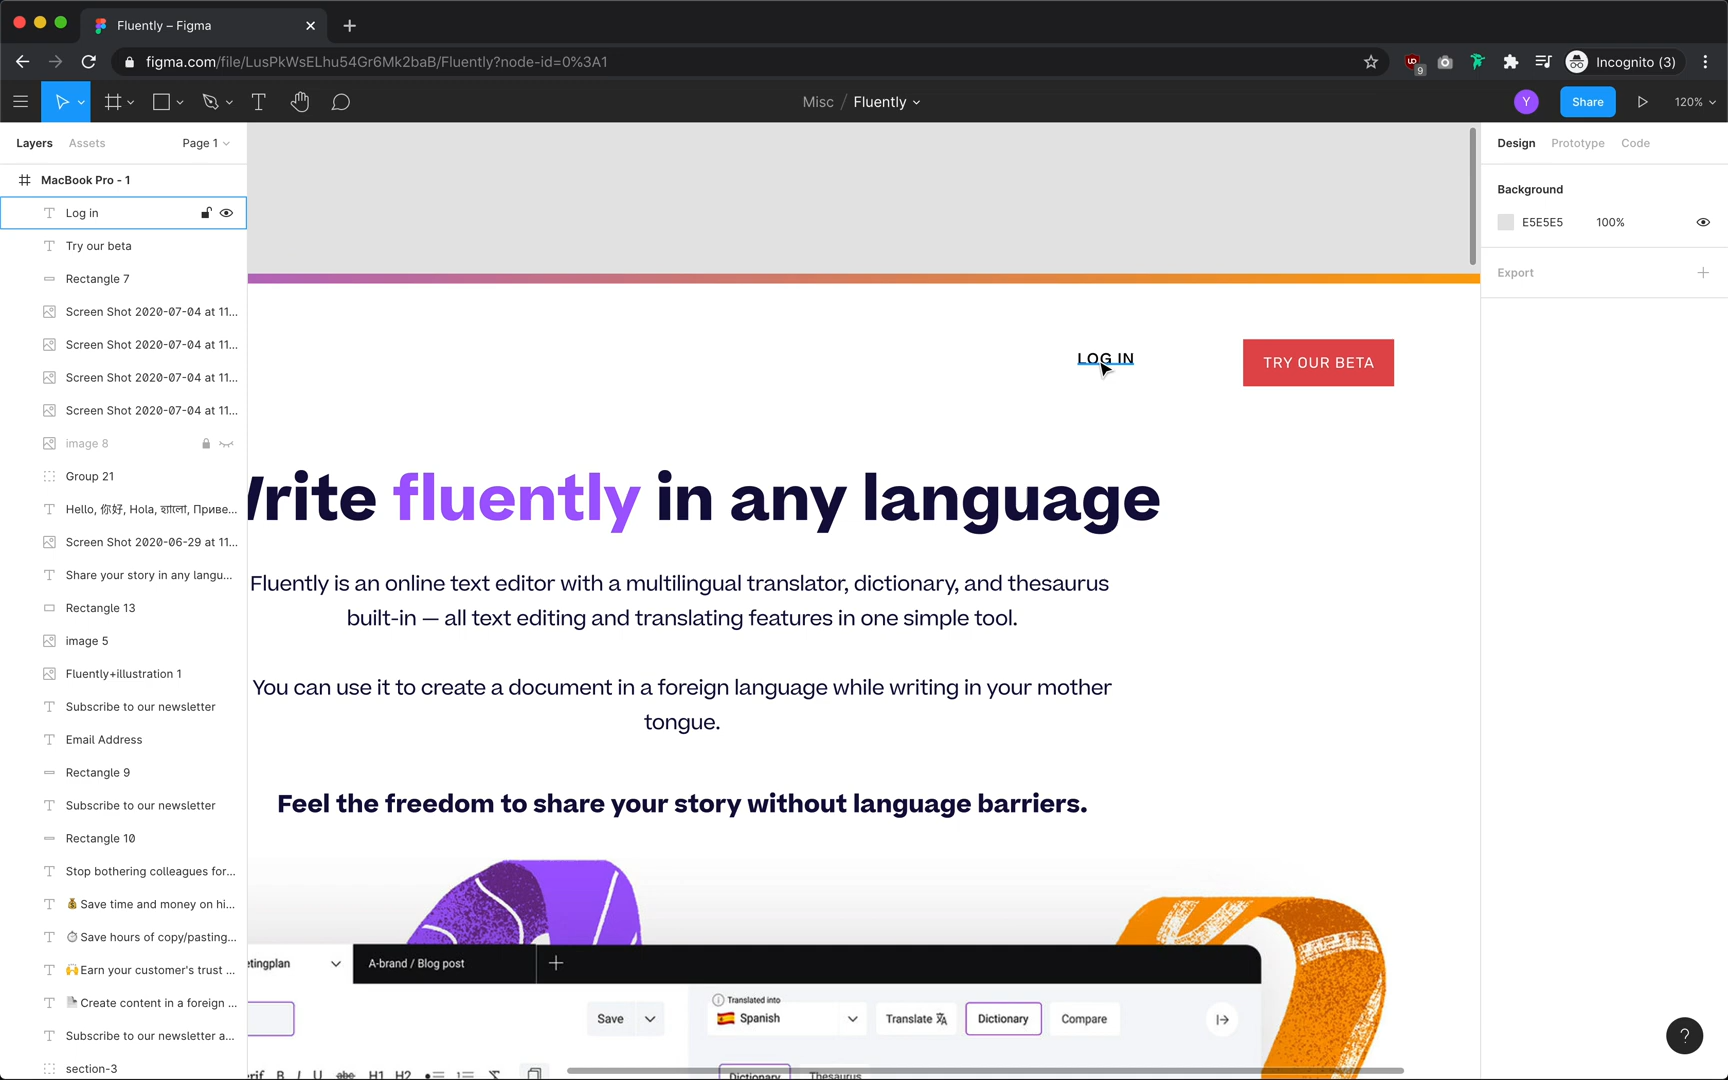 Fluently – Figma
figma.com/file/LusPkWsELhu54Gr6Mk2baB/Fluently?node-id=0%3A1
9
Incognito (3)
Misc / Fluently
Y
Share
120%
Layers
Assets
Page 1
MacBook Pro - 1
Log in
Try our beta
Rectangle 7
Screen Shot 2020-07-04 at 11...
Screen Shot 2020-07-04 at 11...
Screen Shot 2020-07-04 at 11...
Screen Shot 2020-07-04 at 11...
image 8
Group 21
Hello, 你好, Hola, হ্যালো, Приве...
Screen Shot 2020-06-29 at 11...
Share your story in any langu...
Rectangle 13
image 5
Fluently+illustration 1
Subscribe to our newsletter
Email Address
Rectangle 9
Subscribe to our newsletter
Rectangle 10
Stop bothering colleagues for...
💰Save time and money on hi...
⏱Save hours of copy/pasting...
🙌Earn your customer's trust ...
📄Create content in a foreign ...
Subscribe to our newsletter a...
section-3
LOG IN
TRY OUR BETA
Write fluently in any language
Fluently is an online text editor with a multilingual translator, dictionary, and thesaurus
built-in — all text editing and translating features in one simple tool.
You can use it to create a document in a foreign language while writing in your mother
tongue.
Feel the freedom to share your story without language barriers.
etingplan
A-brand / Blog post
Save
Translated into
Spanish
Translate
Dictionary
Compare
erif B I U abc H1 H2
Dictionary
Thesaurus
Design
Prototype
Code
Background
E5E5E5
100%
Export
?